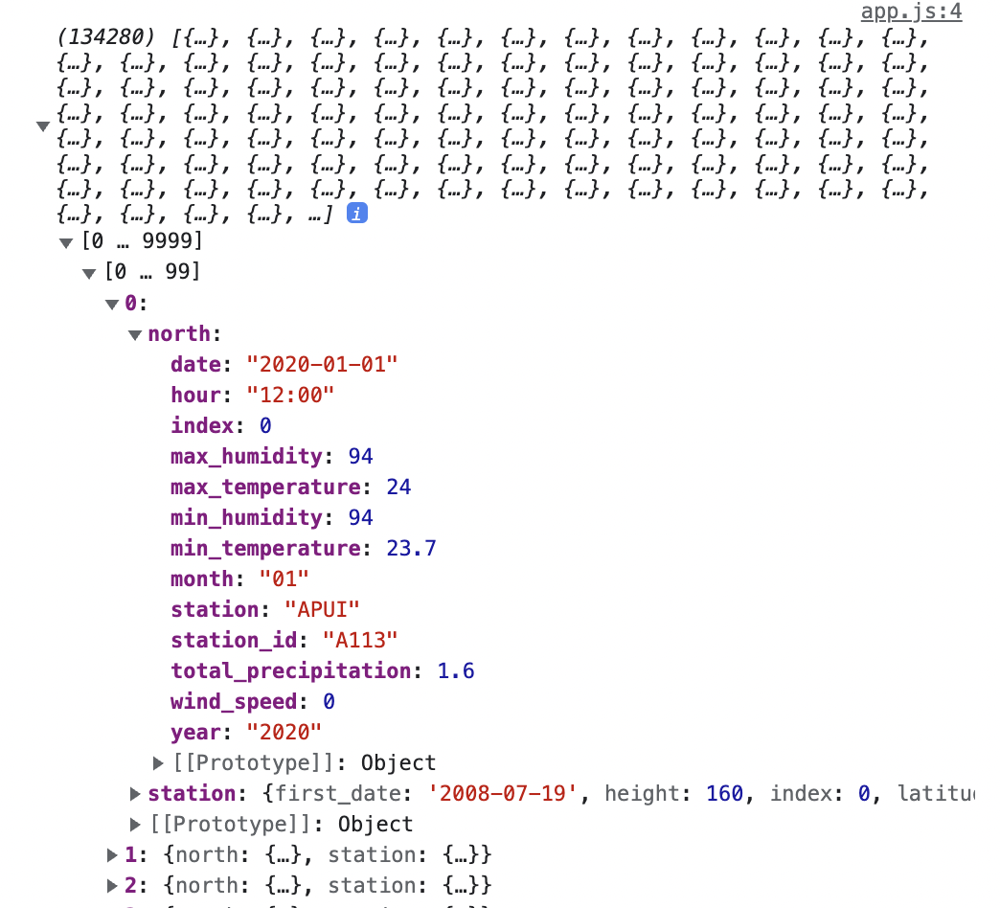 app.js:4
(134280) [{…}, {…}, {…}, {…}, {…}, {…}, {…}, {…}, {…}, {…}, {…}, {…}, {…}, {…},
{…}, {…}, {…}, {…}, {…}, {…}, {…}, {…}, {…}, {…}, {…}, {…}, {…}, {…},
{…}, {…}, {…}, {…}, {…}, {…}, {…}, {…}, {…}, {…}, {…}, {…}, {…}, {…},
{…}, {…}, {…}, {…}, {…}, {…}, {…}, {…}, {…}, {…}, {…}, {…}, {…}, {…},
{…}, {…}, {…}, {…}, {…}, {…}, {…}, {…}, {…}, {…}, {…}, {…}, {…}, {…},
{…}, {…}, {…}, {…}, {…}, {…}, {…}, {…}, {…}, {…}, {…}, {…}, {…}, {…},
{…}, {…}, {…}, {…}, {…}, {…}, {…}, {…}, {…}, {…}, {…}, {…}, {…}, {…},
{…}, {…}, {…}, {…}, …] i
[0 … 9999]
[0 … 99]
0:
north:
date: "2020-01-01"
hour: "12:00"
index: 0
max_humidity: 94
max_temperature: 24
min_humidity: 94
min_temperature: 23.7
month: "01"
station: "APUI"
station_id: "A113"
total_precipitation: 1.6
wind_speed: 0
year: "2020"
[[Prototype]]: Object
station: {first_date: '2008-07-19', height: 160, index: 0, latitu
[[Prototype]]: Object
1: {north: {…}, station: {…}}
2: {north: {…}, station: {…}}